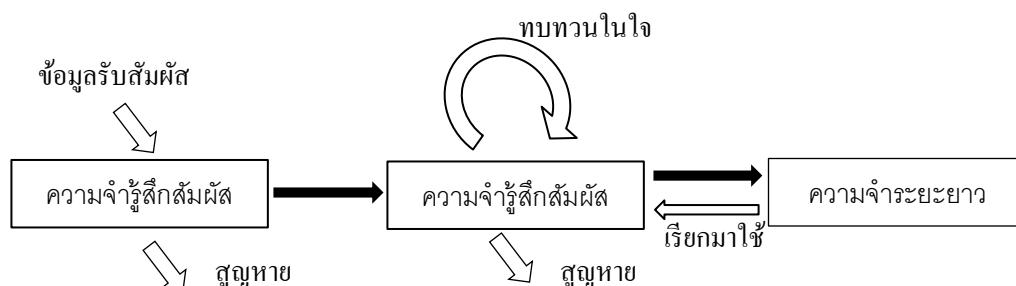 ทบทวนในใจ
ข้อมูลรับสัมผัส
ความจำรู้สึกสัมผัส
ความจำรู้สึกสัมผัส
ความจำระยะยาว
เรียกมาใช้
สูญหาย
สูญหาย